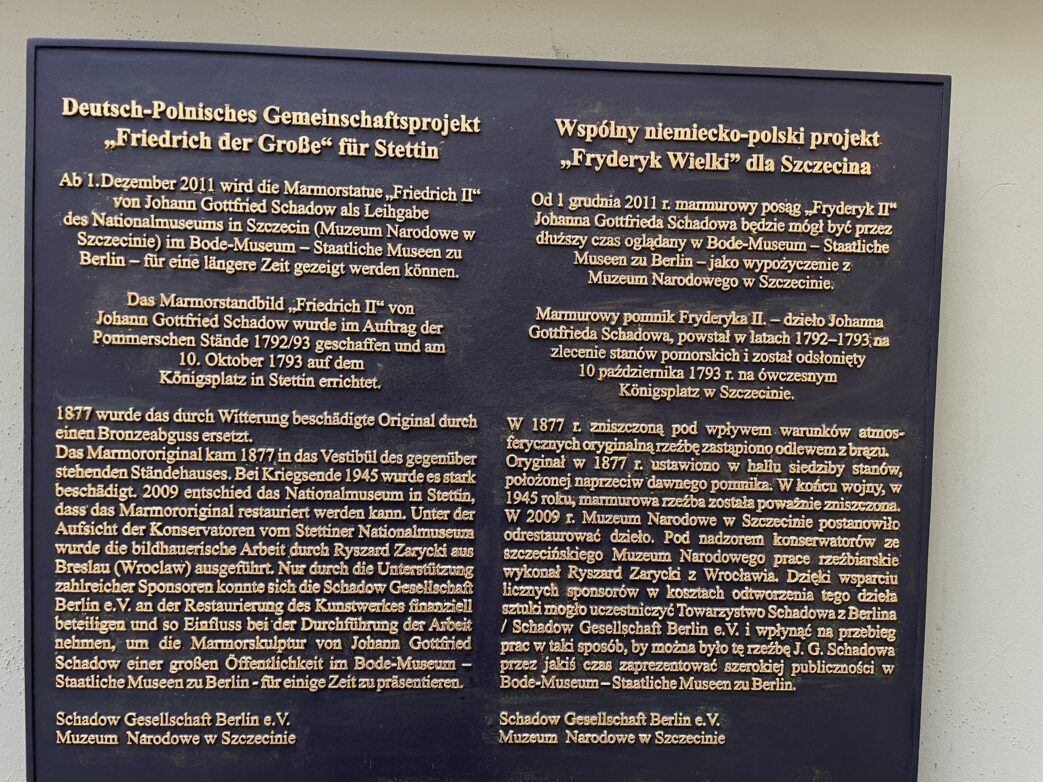 Deutsch-Polnisches Gemeinschaftsprojekt
„Friedrich der Große“ für Stettin
Ab 1.Dezember 2011 wird die Marmorstatue „Friedrich II“
von Johann Gottfried Schadow als Leihgabe
des Nationalmuseums in Szczecin (Muzeum Narodowe w
Szczecinie) im Bode-Museum – Staatliche Museen zu
Berlin – für eine längere Zeit gezeigt werden können.
Das Marmorstandbild „Friedrich II“ von
Johann Gottfried Schadow wurde im Auftrag der
Pommerschen Stände 1792/93 geschaffen und am
10. Oktober 1793 auf dem
Königsplatz in Stettin errichtet.
1877 wurde das durch Witterung beschädigte Original durch
einen Bronzeabguss ersetzt.
Das Marmororiginal kam 1877 in das Vestibül des gegenüber
stehenden Ständehauses. Bei Kriegsende 1945 wurde es stark
beschädigt. 2009 entschied das Nationalmuseum in Stettin,
dass das Marmororiginal restauriert werden kann. Unter der
Aufsicht der Konservatoren vom Stettiner Nationalmuseum
wurde die bildhauerische Arbeit durch Ryszard Zarycki aus
Breslau (Wroclaw) ausgeführt. Nur durch die Unterstützung
zahlreicher Sponsoren konnte sich die Schadow Gesellschaft
Berlin e.V. an der Restaurierung des Kunstwerkes finanziell
beteiligen und so Einfluss bei der Durchführung der Arbeit
nehmen, um die Marmorskulptur von Johann Gottfried
Schadow einer großen Öffentlichkeit im Bode-Museum –
Staatliche Museen zu Berlin - für einige Zeit zu präsentieren.
Schadow Gesellschaft Berlin e.V.
Muzeum Narodowe w Szczecinie
Wspólny niemiecko-polski projekt
„Fryderyk Wielki” dla Szczecina
Od 1 grudnia 2011 r. marmurowy posąg „Fryderyk II“
Johanna Gottfrieda Schadowa będzie mógł być przez
dłuższy czas oglądany w Bode-Museum – Staatliche
Museen zu Berlin – jako wypożyczenie z
Muzeum Narodowego w Szczecinie.
Marmurowy pomnik Fryderyka II. – dzieło Johanna
Gottfrieda Schadowa, powstał w latach 1792–1793 na
zlecenie stanów pomorskich i został odsłonięty
10 października 1793 r. na ówczesnym
Königsplatz w Szczecinie.
W 1877 r. zniszczoną pod wpływem warunków atmos-
ferycznych oryginalną rzeźbę zastąpiono odlewem z brązu.
Oryginał w 1877 r. ustawiono w hallu siedziby stanów,
położonej naprzeciw dawnego pomnika. W końcu wojny, w
1945 roku, marmurowa rzeźba została poważnie zniszczona.
W 2009 r. Muzeum Narodowe w Szczecinie postanowiło
odrestaurować dzieło. Pod nadzorem konserwatorów ze
szczecińskiego Muzeum Narodowego prace rzeźbiarskie
wykonał Ryszard Zarycki z Wrocławia. Dzięki wsparciu
licznych sponsorów w kosztach odtworzenia tego dzieła
sztuki mogło uczestniczyć Towarzystwo Schadowa z Berlina
/ Schadow Gesellschaft Berlin e.V. i wpłynąć na przebieg
prac w taki sposób, by można było tę rzeźbę J. G. Schadowa
przez jakiś czas zaprezentować szerokiej publiczności w
Bode-Museum – Staatliche Museen zu Berlin.
Schadow Gesellschaft Berlin e.V.
Muzeum Narodowe w Szczecinie